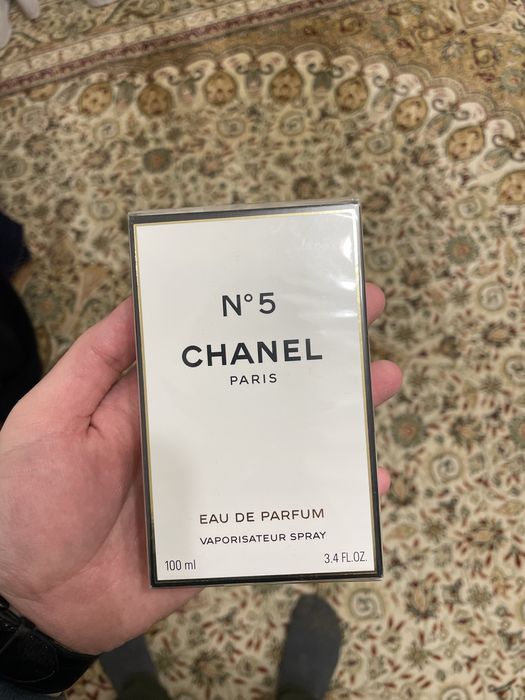 N° 5
CHANEL
PARIS
EAU DE PARFUM
VAPORISATEUR SPRAY
100 ml 3.4 FL.OZ.